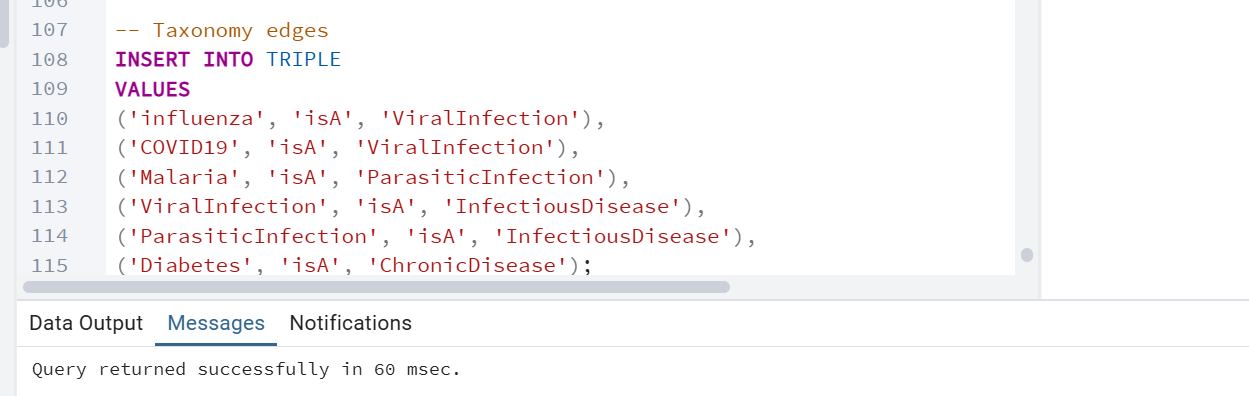 106
107 -- Taxonomy edges
108 INSERT INTO TRIPLE
109 VALUES
110 ('influenza', 'isA', 'ViralInfection'),
111 ('COVID19', 'isA', 'ViralInfection'),
112 ('Malaria', 'isA', 'ParasiticInfection'),
113 ('ViralInfection', 'isA', 'InfectiousDisease'),
114 ('ParasiticInfection', 'isA', 'InfectiousDisease'),
115 ('Diabetes', 'isA', 'ChronicDisease');
Data Output Messages Notifications
Query returned successfully in 60 msec.